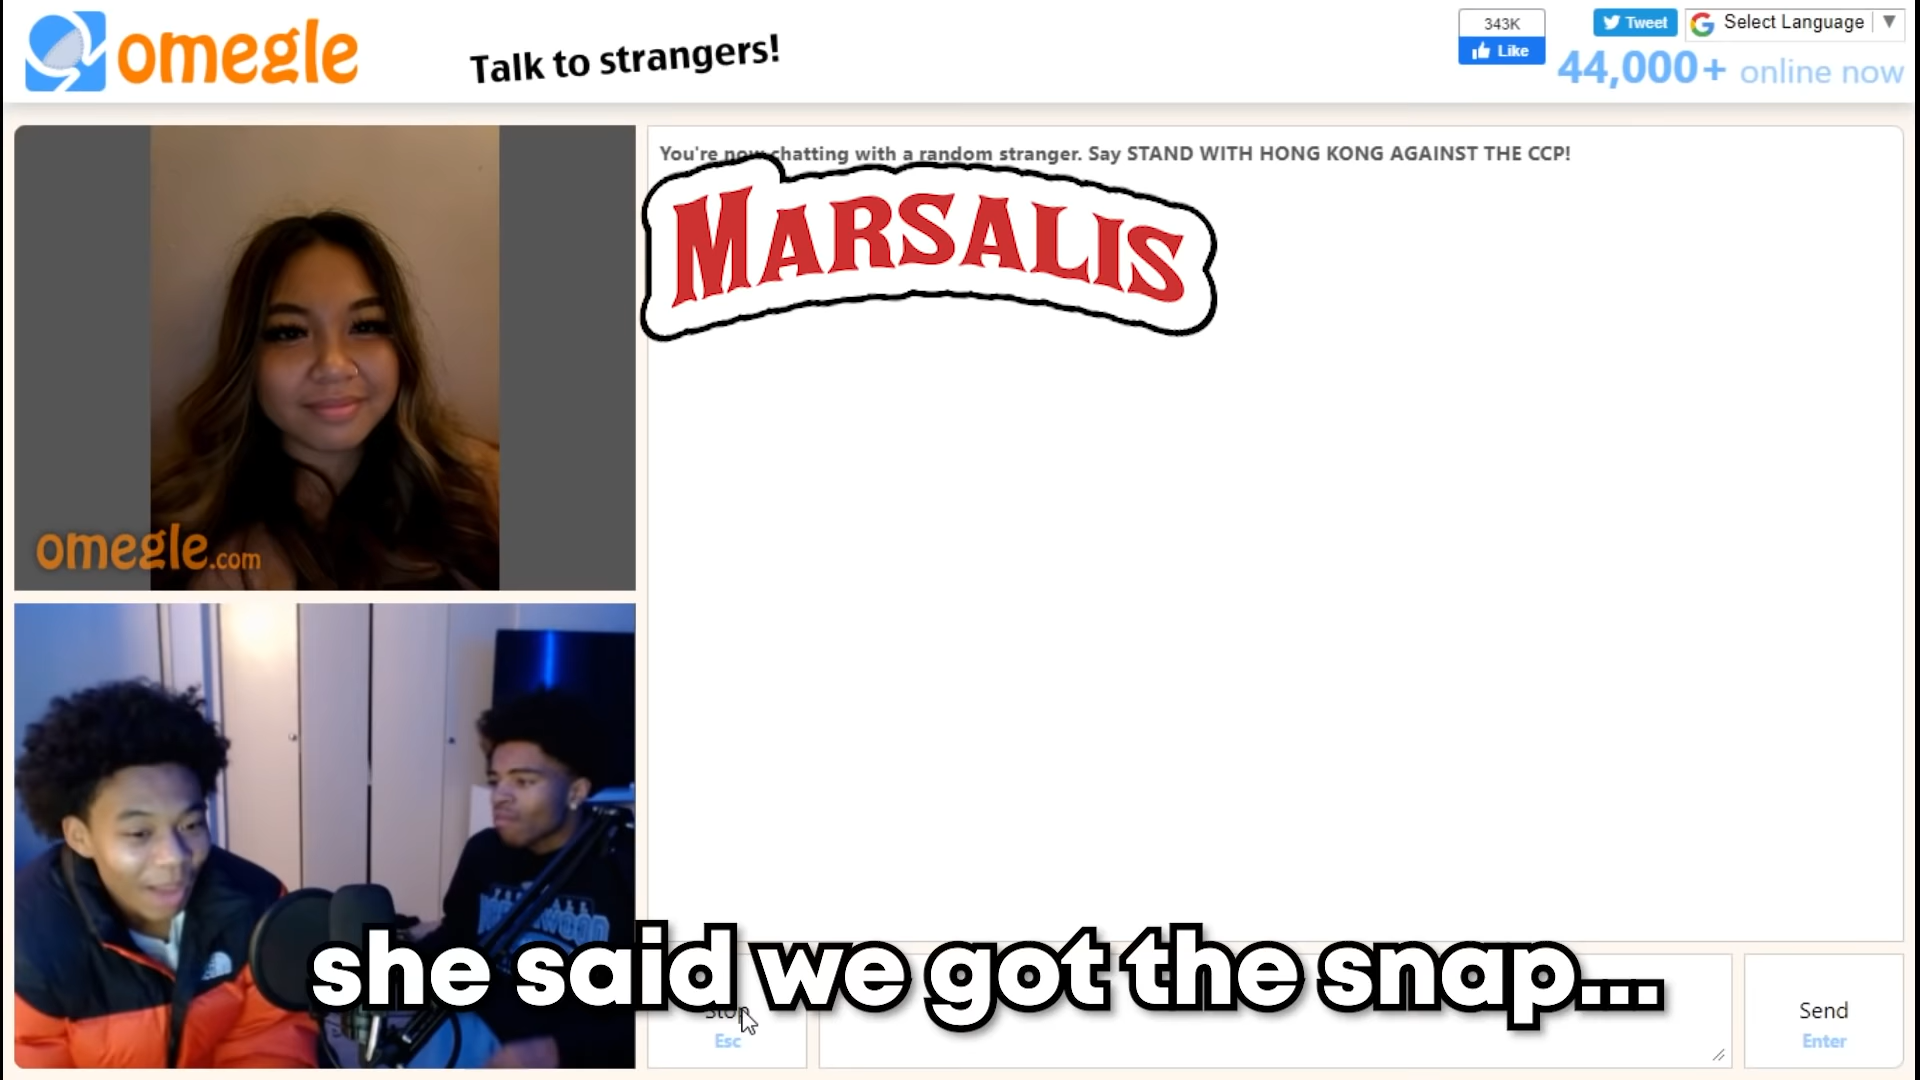 omegle
Talk to strangers!
343K
Like
Tweet
Select Language
44,000+ online now
You're now chatting with a random stranger. Say STAND WITH HONG KONG AGAINST THE CCP!
MARSALIS
omegle.com
she said we got the snap...
Stop
Esc
Send
Enter